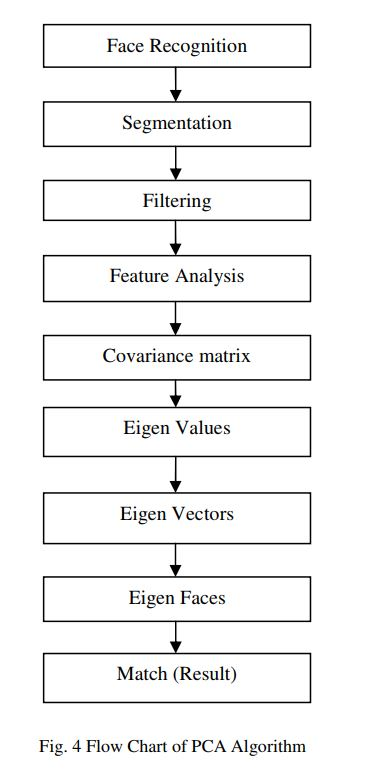 Face Recognition
Segmentation
Filtering
Feature Analysis
Covariance matrix
Eigen Values
Eigen Vectors
Eigen Faces
Match (Result)
Fig. 4 Flow Chart of PCA Algorithm